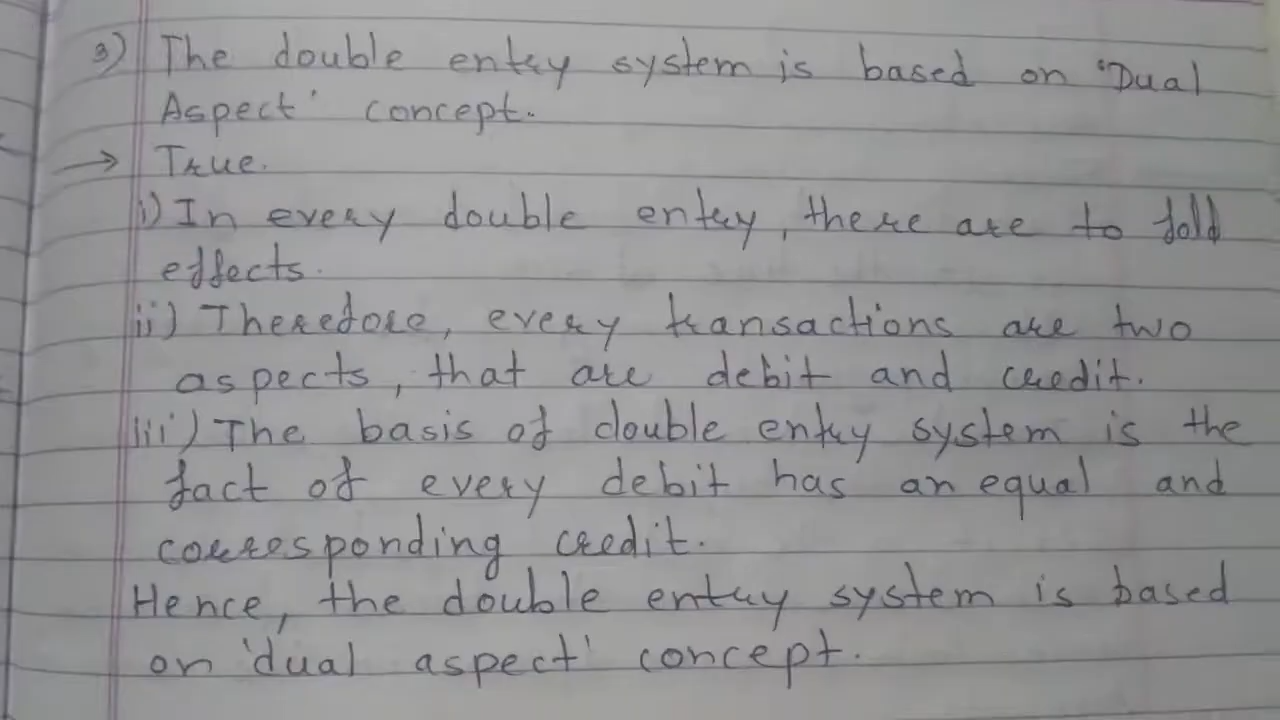 3) The double entry system is based on 'Dual
Aspect' concept.
→ True.
i) In every double entry, there are to fold
effects.
ii) Therefore, every transactions are two
aspects, that are debit and credit.
iii) The basis of double entry system is the
fact of every debit has an equal and
corresponding credit.
Hence, the double entry system is based
on 'dual aspect' concept.